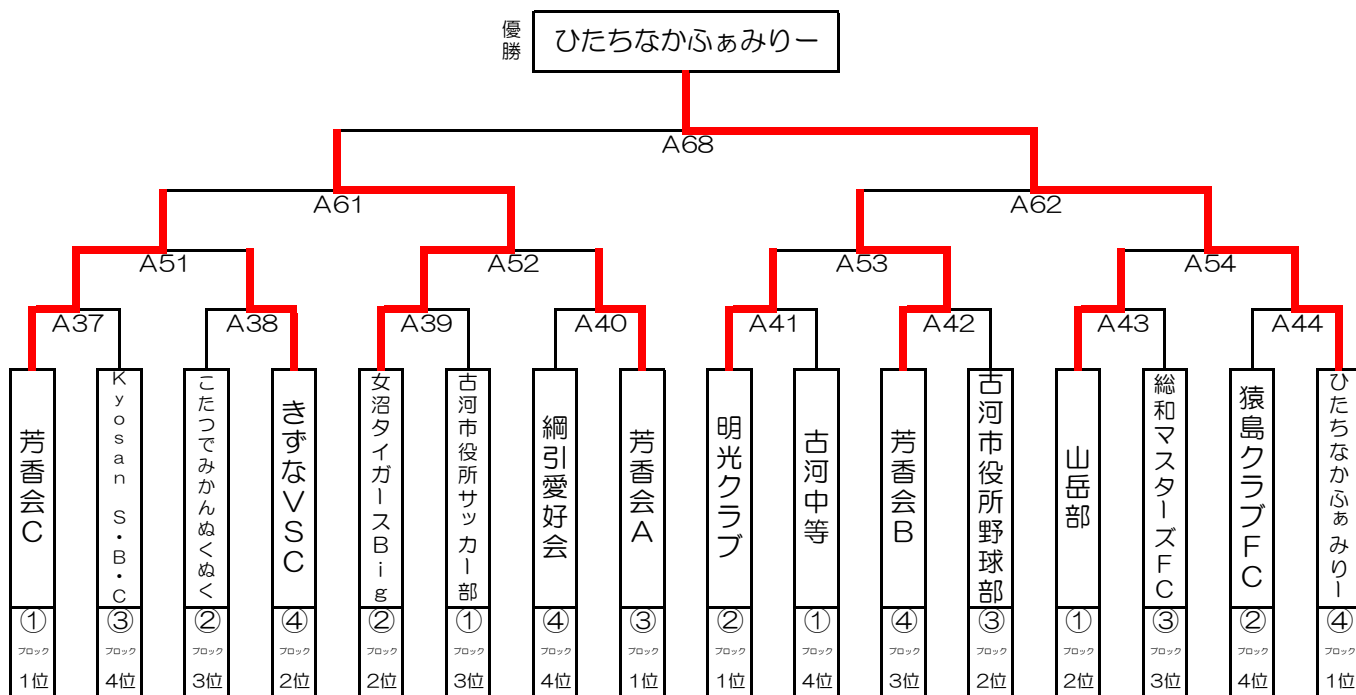 優勝
ひたちなかふぁみりー
A68
A61
A62
A51
A52
A53
A54
A37
A38
A39
A40
A41
A42
A43
A44
芳香会C
Kyosan S・B・C
こたつでみかんぬくぬく
きずなVSC
女沼タイガースBig
古河市役所サッカー部
綱引愛好会
芳香会A
明光クラブ
古河中等
芳香会B
古河市役所野球部
山岳部
総和マスターズFC
猿島クラブFC
ひたちなかふぁみりー
① ③ ② ④ ② ① ④ ③ ② ① ④ ③ ① ③ ② ④
ブロック ブロック ブロック ブロック ブロック ブロック ブロック ブロック ブロック ブロック ブロック ブロック ブロック ブロック ブロック ブロック
1位 4位 3位 2位 2位 3位 4位 1位 1位 4位 3位 2位 2位 3位 4位 1位